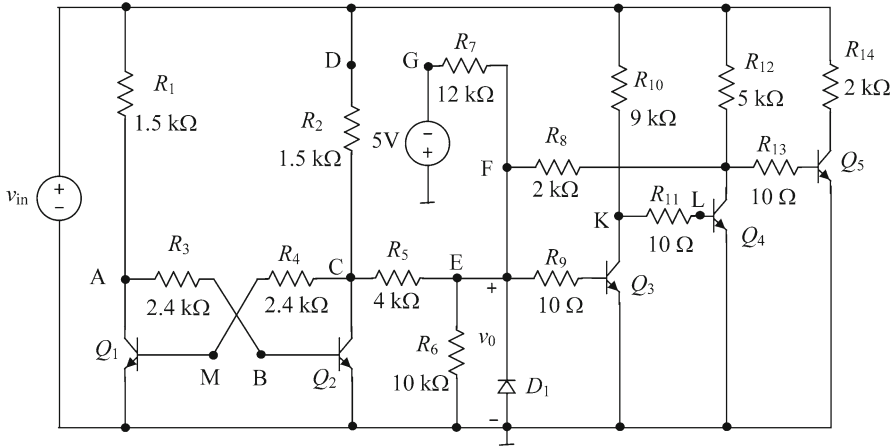 D
G
R7
12 kΩ
R14
2 kΩ
R1
1.5 kΩ
R2
1.5 kΩ
5V
−
+
R10
9 kΩ
R12
5 kΩ
R8
2 kΩ
F
R13
10 Ω
Q5
vin
+
−
K
R11
10 Ω
L
Q4
A
R3
2.4 kΩ
R4
2.4 kΩ
C
R5
4 kΩ
E
+
R9
10 Ω
Q3
Q1
M
B
Q2
R6
10 kΩ
v0
−
D1